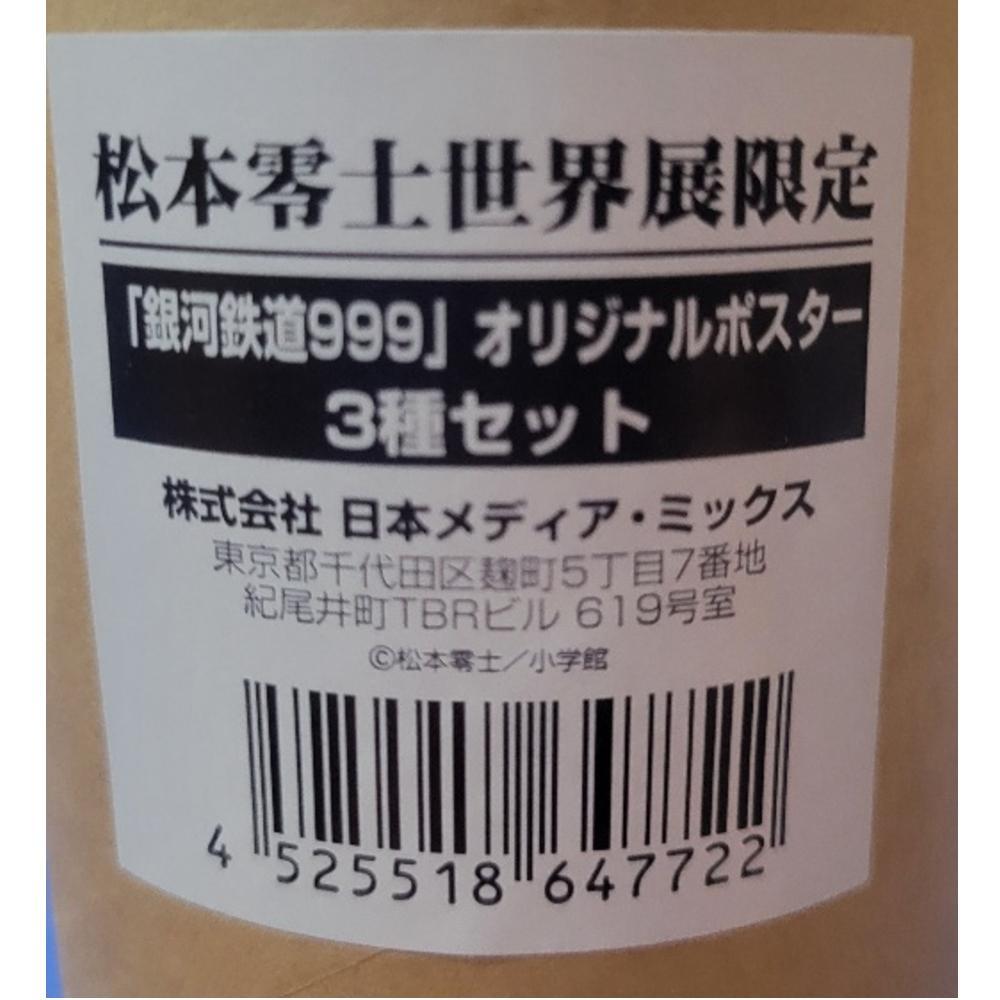 松本零士世界展限定
「銀河鉄道999」オリジナルポスター
3種セット
株式会社 日本メディア・ミックス
東京都千代田区麹町5丁目7番地
紀尾井町TBRビル 619号室
©松本零士／小学館
4 525518 647722